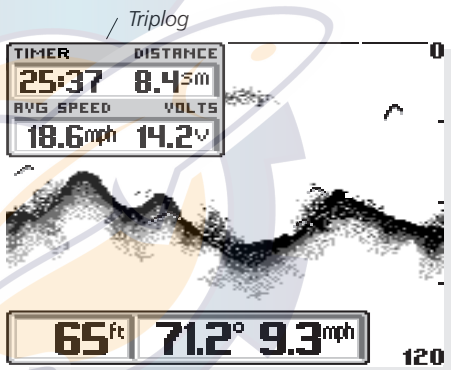 Triplog
TIMER DISTANCE 0
25:37 8.4sm
AVG SPEED VOLTS
18.6mph 14.2v
65ft 71.2° 9.3mph
120